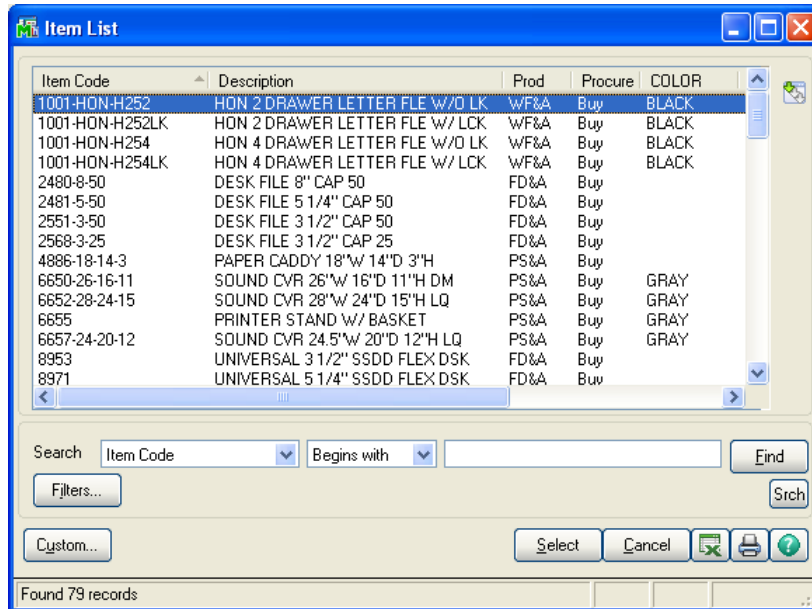 Item List
Item Code Description Prod Procure COLOR
1001-HON-H252 HON 2 DRAWER LETTER FLE W/O LK WF&A Buy BLACK
1001-HON-H252LK HON 2 DRAWER LETTER FLE W/ LCK WF&A Buy BLACK
1001-HON-H254 HON 4 DRAWER LETTER FLE W/O LK WF&A Buy BLACK
1001-HON-H254LK HON 4 DRAWER LETTER FLE W/ LCK WF&A Buy BLACK
2480-8-50 DESK FILE 8" CAP 50 FD&A Buy
2481-5-50 DESK FILE 5 1/4" CAP 50 FD&A Buy
2551-3-50 DESK FILE 3 1/2" CAP 50 FD&A Buy
2568-3-25 DESK FILE 3 1/2" CAP 25 FD&A Buy
4886-18-14-3 PAPER CADDY 18"W 14"D 3"H PS&A Buy
6650-26-16-11 SOUND CVR 26"W 16"D 11"H DM PS&A Buy GRAY
6652-28-24-15 SOUND CVR 28"W 24"D 15"H LQ PS&A Buy GRAY
6655 PRINTER STAND W/ BASKET PS&A Buy GRAY
6657-24-20-12 SOUND CVR 24.5"W 20"D 12"H LQ PS&A Buy GRAY
8953 UNIVERSAL 3 1/2" SSDD FLEX DSK FD&A Buy
8971 UNIVERSAL 5 1/4" SSDD FLEX DSK FD&A Buy
Search Item Code Begins with Find
Filters... Srch
Custom... Select Cancel
Found 79 records